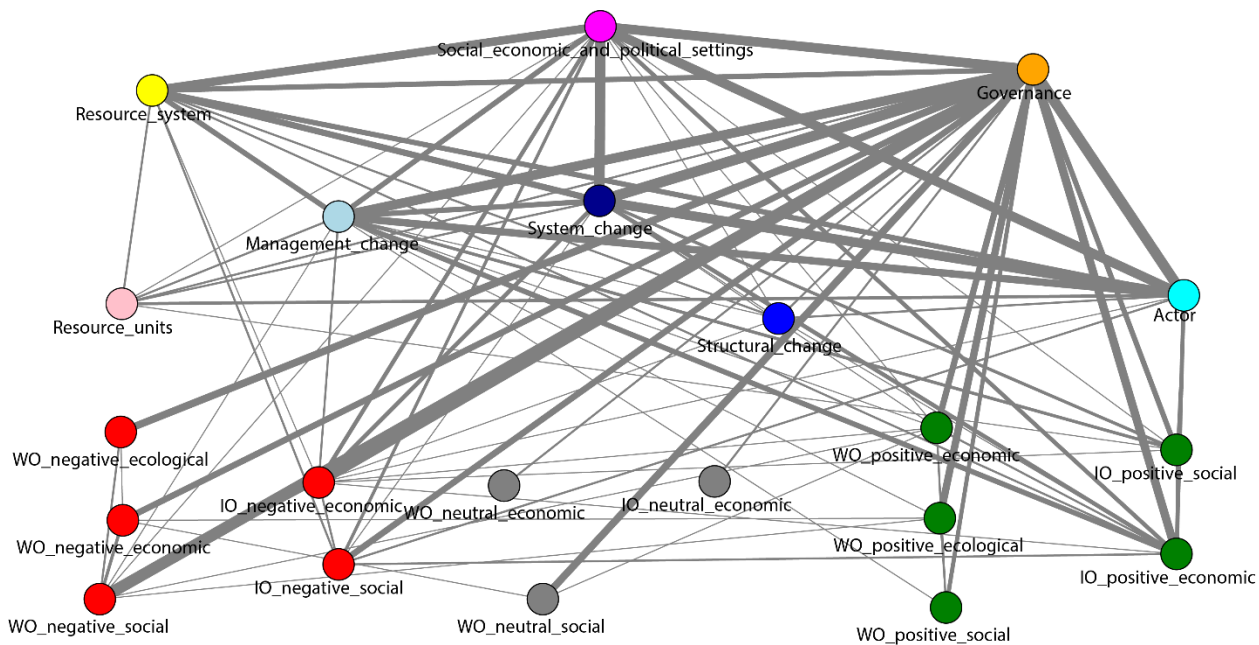 Social_economic_and_political_settings
Governance
Resource_system
System_change
Management_change
Resource_units
Actor
Structural_change
WO_negative_ecological
WO_positive_economic
IO_positive_social
IO_negative_economic
WO_neutral_economic
IO_neutral_economic
WO_negative_economic
WO_positive_ecological
IO_negative_social
IO_positive_economic
WO_negative_social
WO_neutral_social
WO_positive_social